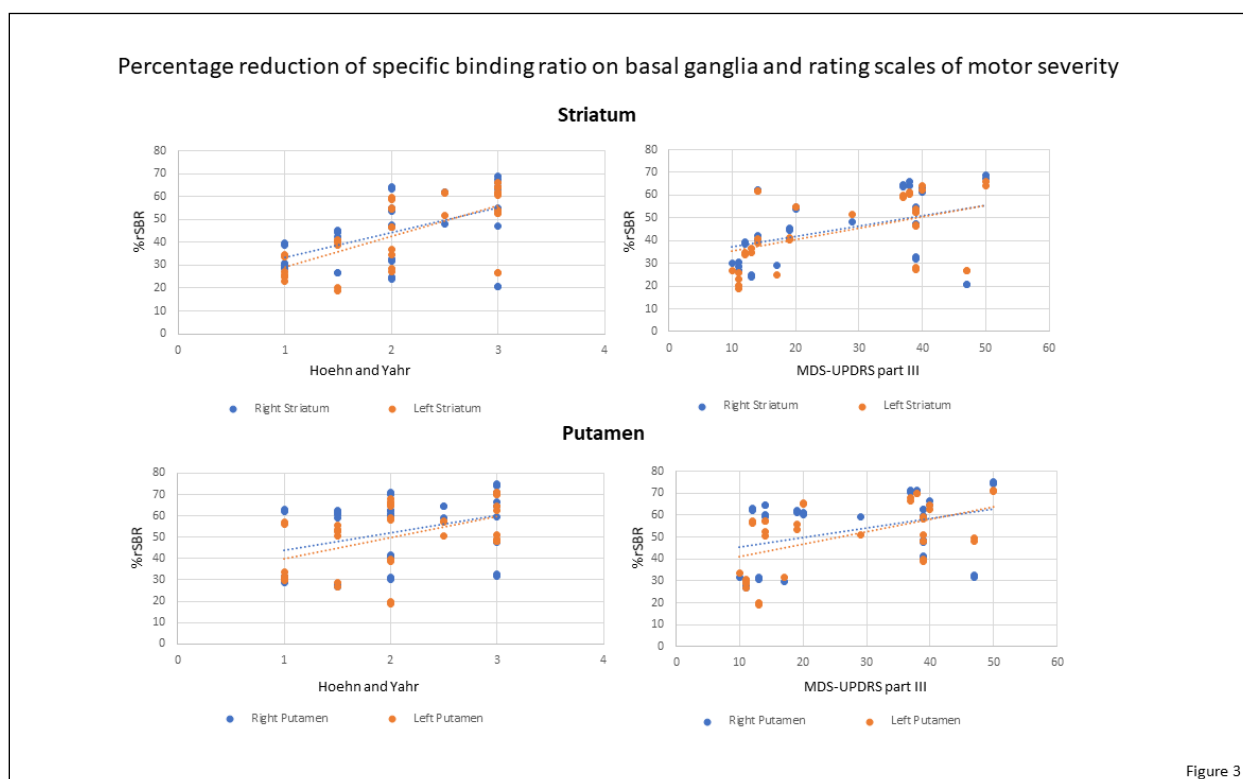 Percentage reduction of specific binding ratio on basal ganglia and rating scales of motor severity
Striatum
%rSBR
80
70
60
50
40
30
20
10
0
0 1 2 3 4
Hoehn and Yahr
Right Striatum Left Striatum
%rSBR
80
70
60
50
40
30
20
10
0
0 10 20 30 40 50 60
MDS-UPDRS part III
Right Striatum Left Striatum
Putamen
%rSBR
80
70
60
50
40
30
20
10
0
0 1 2 3 4
Hoehn and Yahr
Right Putamen Left Putamen
%rSBR
80
70
60
50
40
30
20
10
0
0 10 20 30 40 50 60
MDS-UPDRS part III
Right Putamen Left Putamen
Figure 3